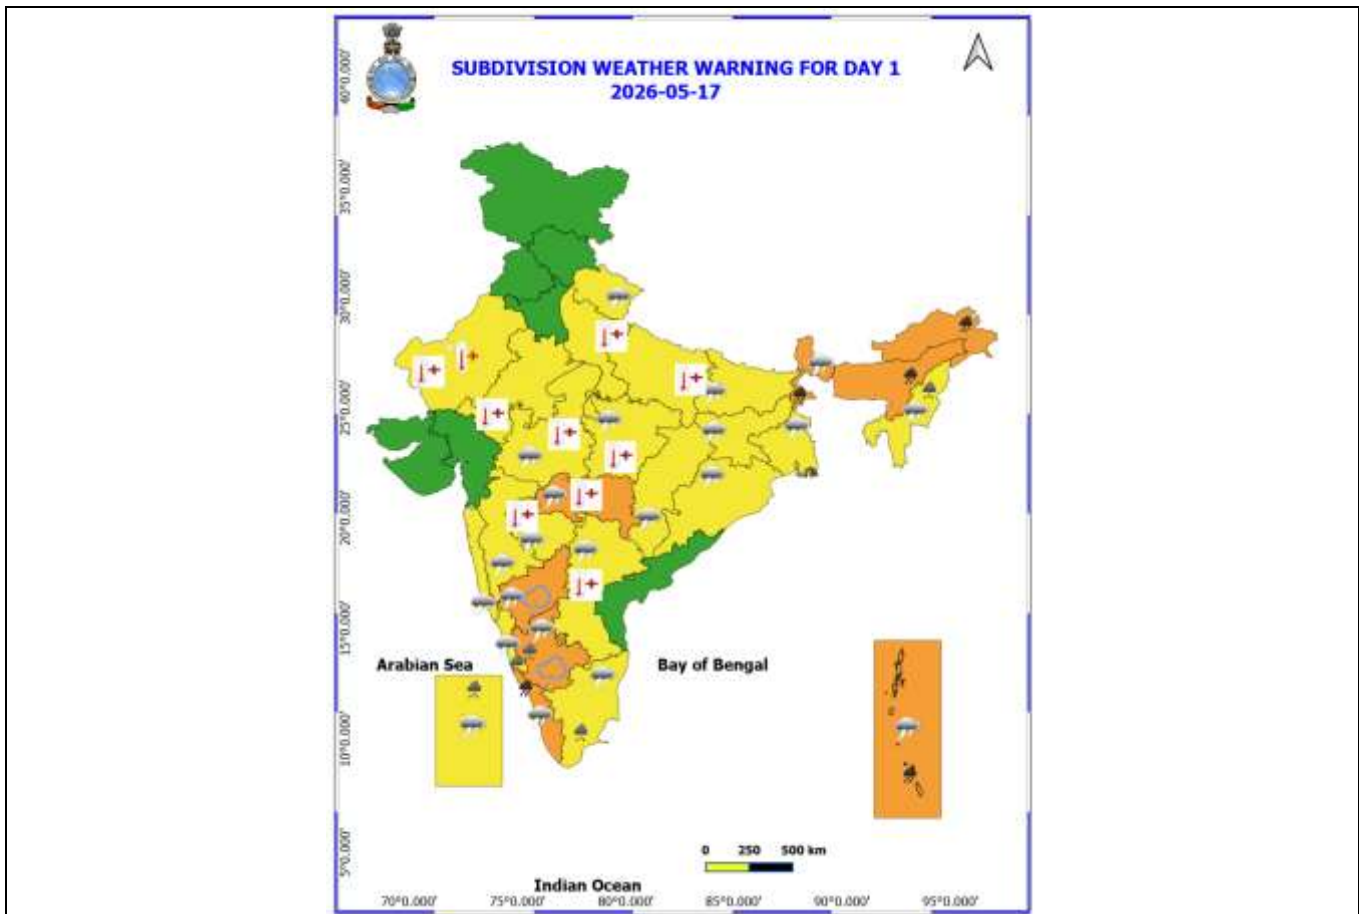 SUBDIVISION WEATHER WARNING FOR DAY 1
2026-05-17
40°0.000'
35°0.000'
30°0.000'
25°0.000'
20°0.000'
15°0.000'
10°0.000'
5°0.000'
Arabian Sea
Bay of Bengal
0 250 500 km
Indian Ocean
70°0.000' 75°0.000' 80°0.000' 85°0.000' 90°0.000' 95°0.000'